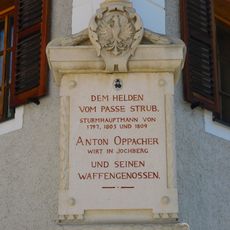 DEM HELDEN
VOM PASSE STRUB.
STURMHAUPTMANN VON
1797, 1805 UND 1809
ANTON OPPACHER
WIRT IN JOCHBERG
UND SEINEN
WAFFENGENOSSEN.